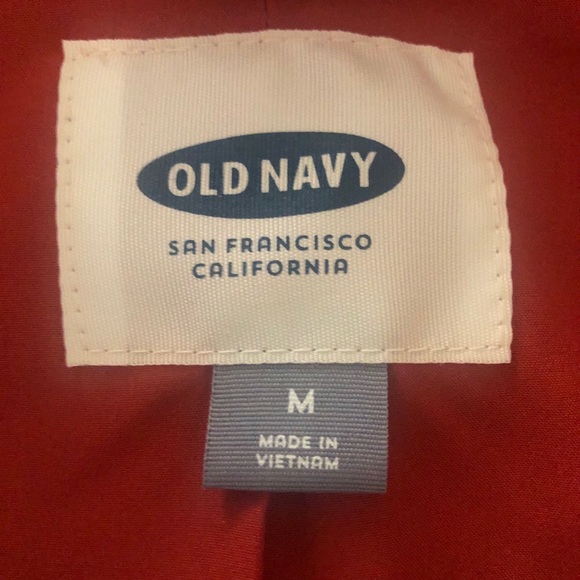 OLD NAVY
SAN FRANCISCO
CALIFORNIA
M
MADE IN
VIETNAM